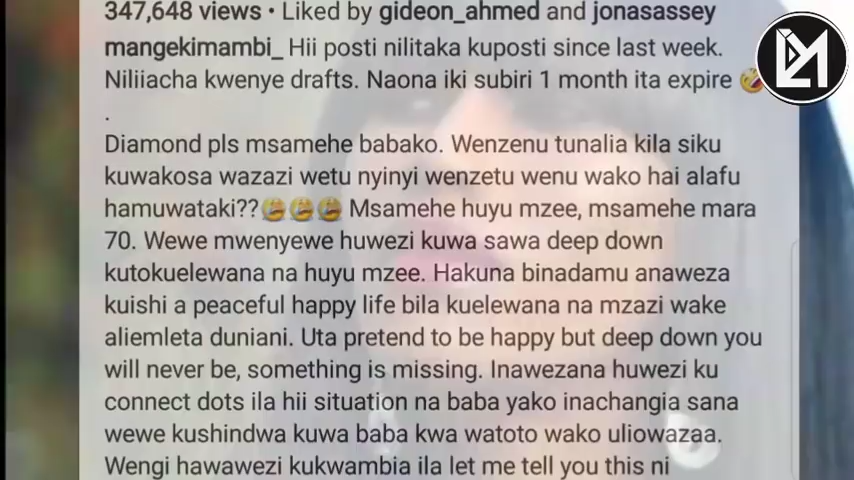 347,648 views • Liked by gideon_ahmed and jonasassey
mangekimambi_ Hii posti nilitaka kuposti since last week.
Niliiacha kwenye drafts. Naona iki subiri 1 month ita expire 🤣
.
Diamond pls msamehe babako. Wenzenu tunalia kila siku
kuwakosa wazazi wetu nyinyi wenzetu wenu wako hai alafu
hamuwataki??😩😩😩 Msamehe huyu mzee, msamehe mara
70. Wewe mwenyewe huwezi kuwa sawa deep down
kutokuelewana na huyu mzee. Hakuna binadamu anaweza
kuishi a peaceful happy life bila kuelewana na mzazi wake
aliemleta duniani. Uta pretend to be happy but deep down you
will never be, something is missing. Inawezana huwezi ku
connect dots ila hii situation na baba yako inachangia sana
wewe kushindwa kuwa baba kwa watoto wako uliowazaa.
Wengi hawawezi kukwambia ila let me tell you this ni